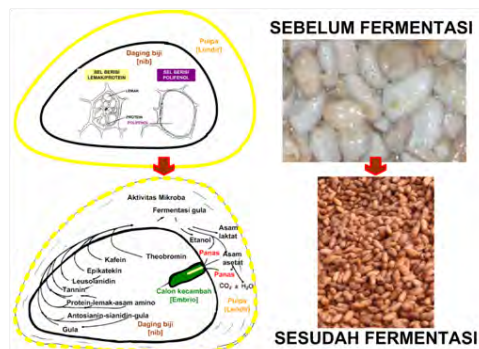 SEBELUM FERMENTASI
Pulpa
[Lendir]
Daging biji
[nib]
SEL BERISI
LEMAK/PROTEIN
SEL BERISI
POLIFENOL
LEMAK
PROTEIN
POLIFENOL
Aktivitas Mikroba
Fermentasi gula
Asam
laktat
Etanol
Panas
Asam
asetat
Panas
CO₂ + H₂O
Kafein
Theobromin
Epikatekin
Leusolanidin
Tannin
Protein-lemak-asam amino
Antosianin-sianidin-gula
Gula
Calon kecambah
[Embrio]
Pulpa
[Lendir]
Daging biji
[nib]
SESUDAH FERMENTASI